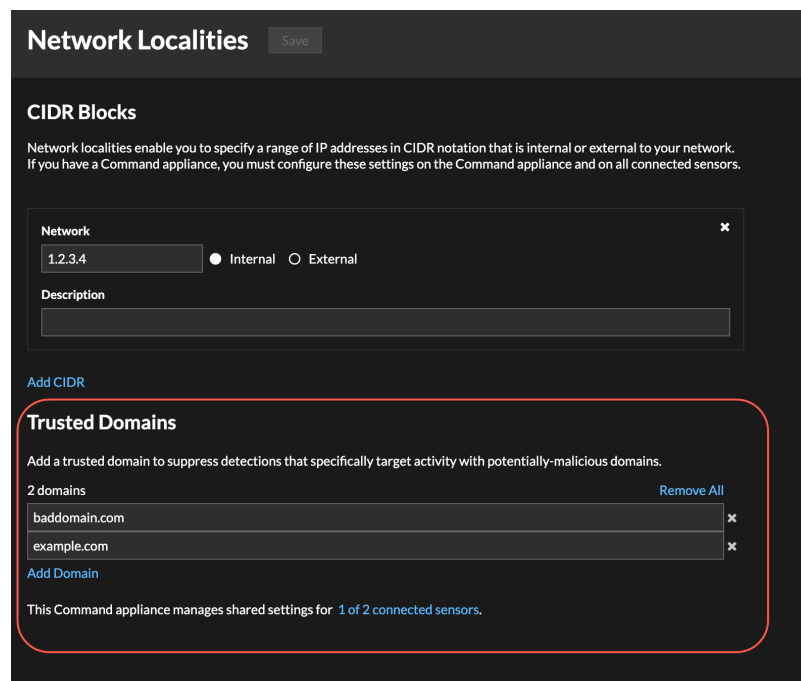 Network Localities Save
CIDR Blocks
Network localities enable you to specify a range of IP addresses in CIDR notation that is internal or external to your network.
If you have a Command appliance, you must configure these settings on the Command appliance and on all connected sensors.
Network
1.2.3.4 Internal External
Description
Add CIDR
Trusted Domains
Add a trusted domain to suppress detections that specifically target activity with potentially-malicious domains.
2 domains Remove All
baddomain.com
example.com
Add Domain
This Command appliance manages shared settings for 1 of 2 connected sensors.